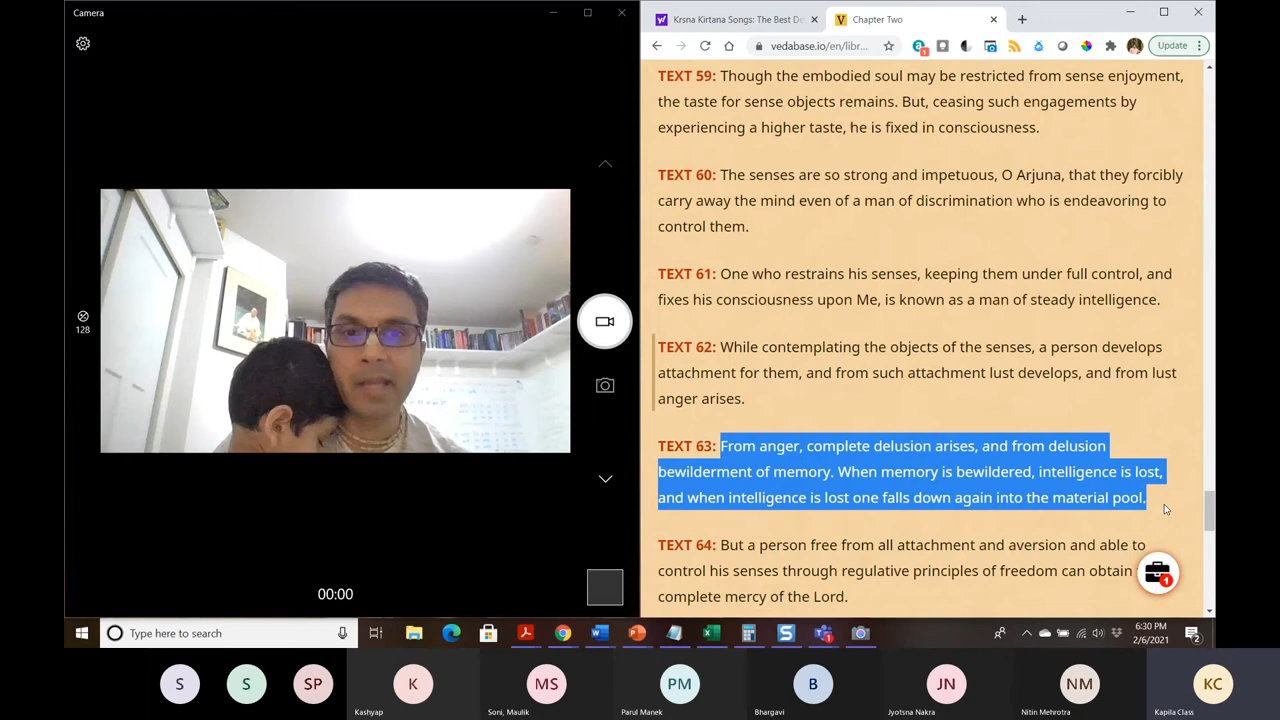 Camera
128
00:00
Krsna Kirtana Songs: The Best De
Chapter Two
vedabase.io/en/libr...
1
Update
TEXT 59: Though the embodied soul may be restricted from sense enjoyment,
the taste for sense objects remains. But, ceasing such engagements by
experiencing a higher taste, he is fixed in consciousness.
TEXT 60: The senses are so strong and impetuous, O Arjuna, that they forcibly
carry away the mind even of a man of discrimination who is endeavoring to
control them.
TEXT 61: One who restrains his senses, keeping them under full control, and
fixes his consciousness upon Me, is known as a man of steady intelligence.
TEXT 62: While contemplating the objects of the senses, a person develops
attachment for them, and from such attachment lust develops, and from lust
anger arises.
TEXT 63: From anger, complete delusion arises, and from delusion
bewilderment of memory. When memory is bewildered, intelligence is lost,
and when intelligence is lost one falls down again into the material pool.
TEXT 64: But a person free from all attachment and aversion and able to
control his senses through regulative principles of freedom can obtain
complete mercy of the Lord.
1
Type here to search
6:30 PM
2/6/2021
2
S
S
SP
K
MS
PM
B
JN
NM
KC
Kashyap
Soni, Maulik
Parul Manek
Bhargavi
Jyotsna Nakra
Nitin Mehrotra
Kapila Class